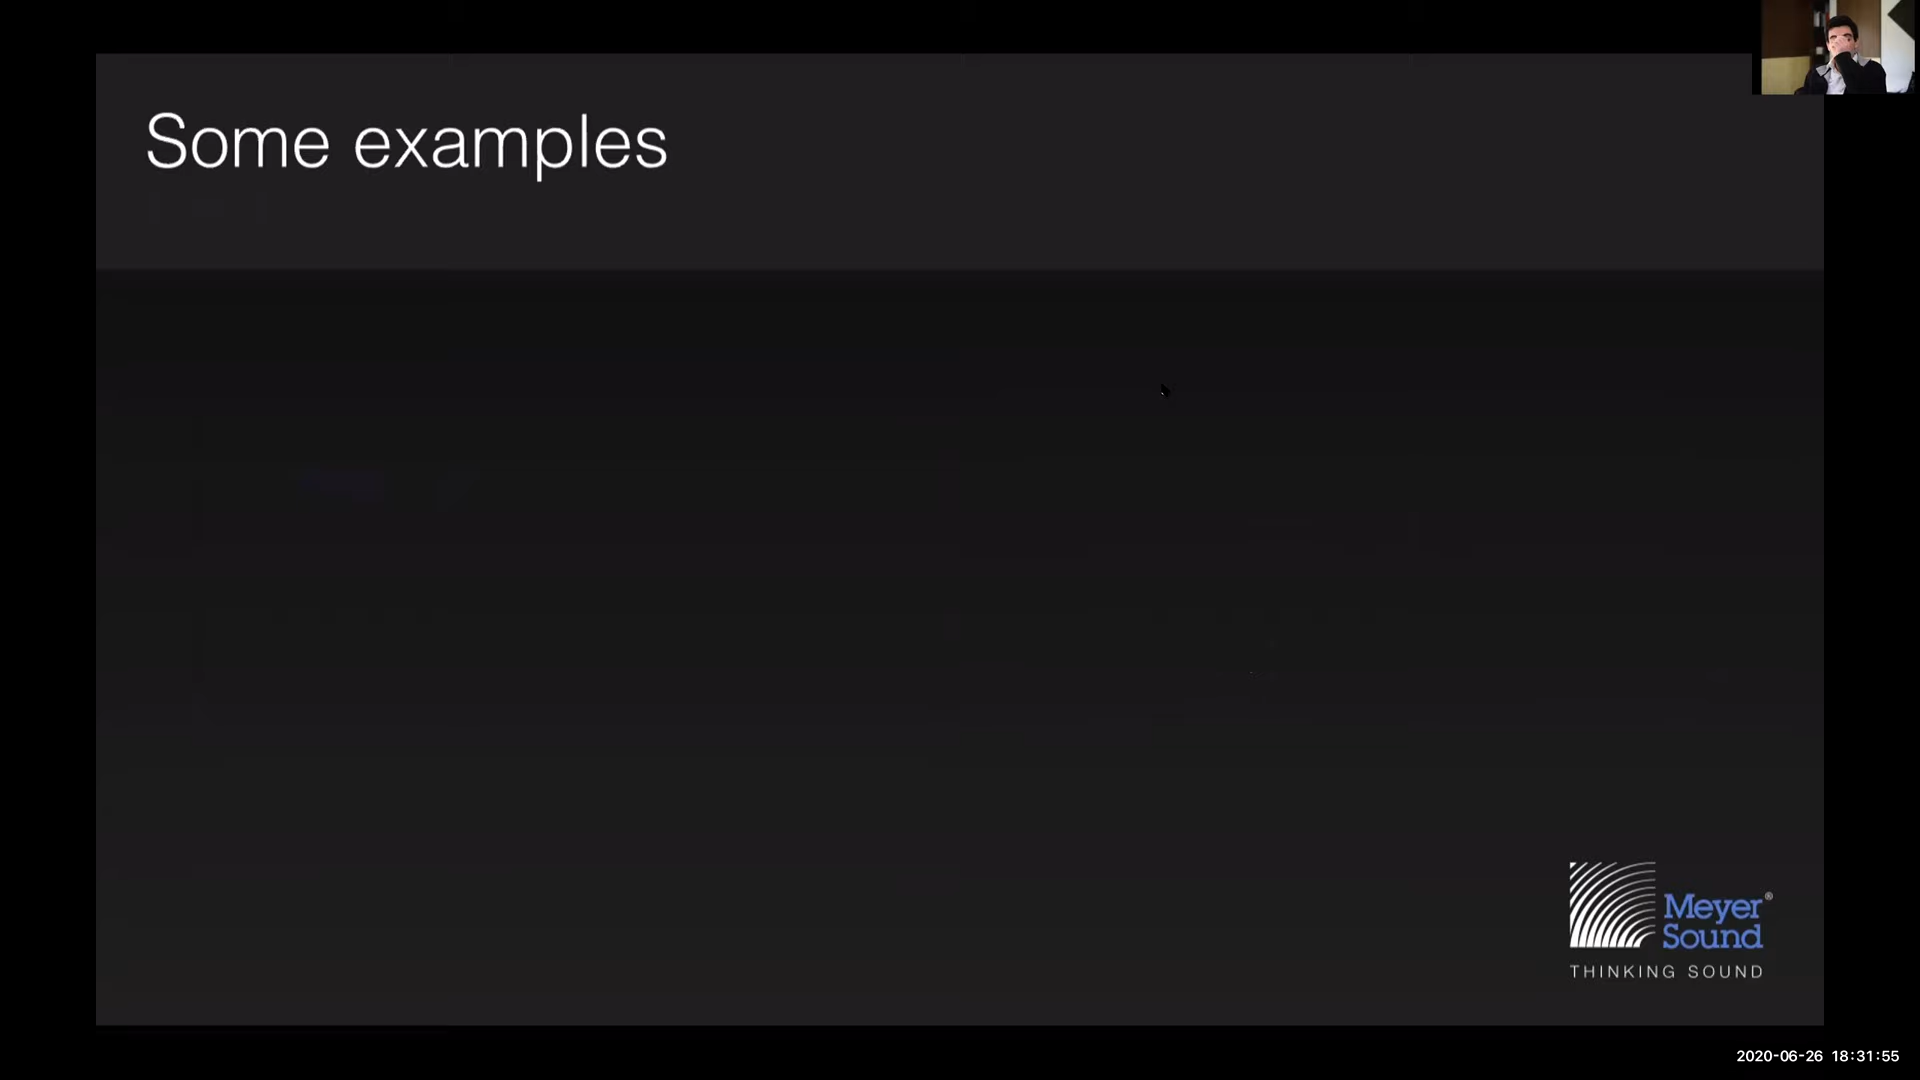 Some examples
Meyer®
Sound
THINKING SOUND
2020-06-26 18:31:55